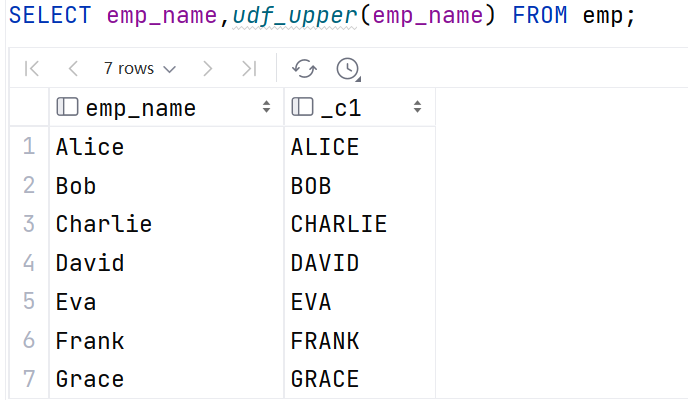 SELECT emp_name,udf_upper(emp_name) FROM emp;
7 rows
emp_name _c1
1 Alice ALICE
2 Bob BOB
3 Charlie CHARLIE
4 David DAVID
5 Eva EVA
6 Frank FRANK
7 Grace GRACE